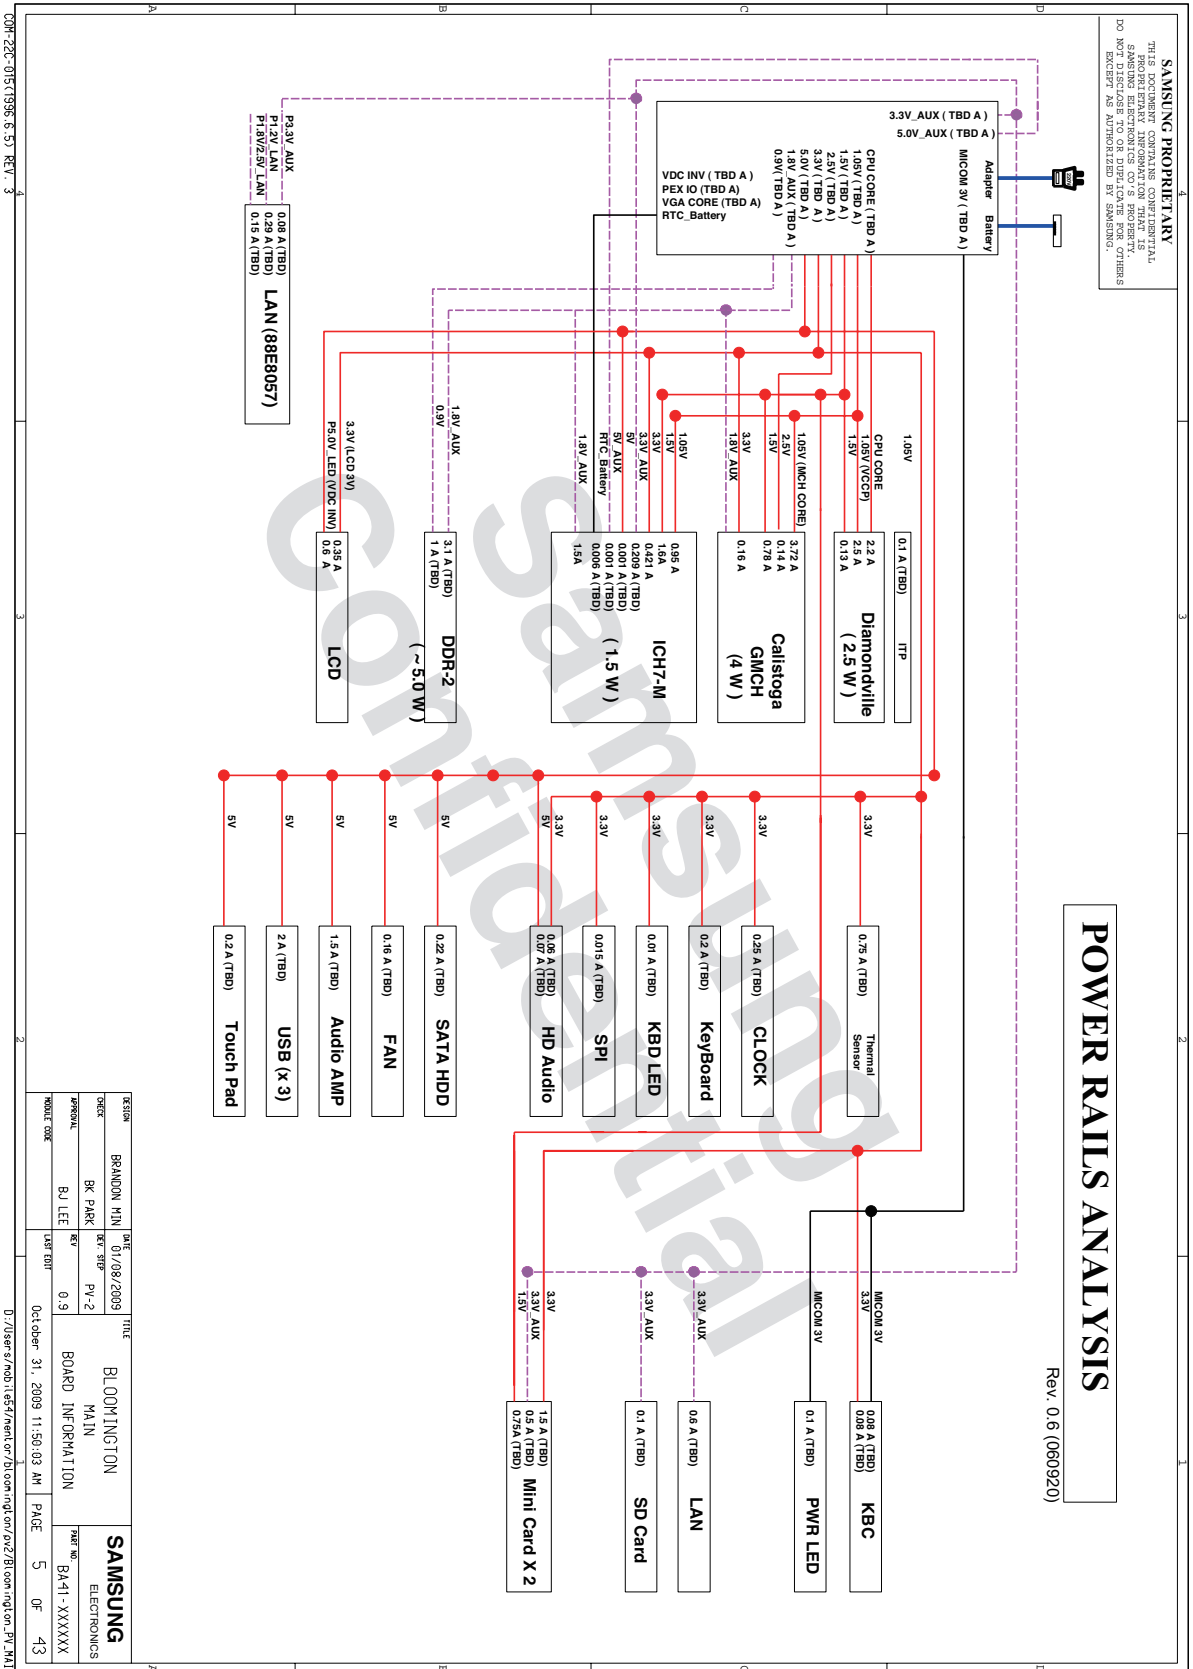 SAMSUNG PROPRIETARY
THIS DOCUMENT CONTAINS CONFIDENTIAL
PROPRIETARY INFORMATION THAT IS
SAMSUNG ELECTRONICS CO'S PROPERTY.
DO NOT DISCLOSE TO OR DUPLICATE FOR OTHERS
EXCEPT AS AUTHORIZED BY SAMSUNG.
POWER RAILS ANALYSIS
Rev. 0.6 (060920)
4
3
2
1
D
C
B
A
D
C
B
A
220V
Adapter
Battery
3.3V_AUX ( TBD A )
5.0V_AUX ( TBD A )
MICOM 3V ( TBD A )
CPU CORE ( TBD A )
1.05V ( TBD A )
1.5V ( TBD A )
2.5V ( TBD A )
3.3V ( TBD A )
5.0V ( TBD A )
1.8V_AUX ( TBD A )
0.9V( TBD A )
VDC INV ( TBD A )
PEX IO (TBD A)
VGA CORE (TBD A)
RTC_Battery
1.05V
0.1 A (TBD)
ITP
CPU CORE
1.05V (VCCP)
1.5V
2.2 A
2.5 A
0.13 A
Diamondville
( 2.5 W )
1.05V (MCH CORE)
2.5V
1.5V
3.3V
1.8V_AUX
3.72 A
0.14 A
0.78 A
0.16 A
Calistoga
GMCH
(4 W )
1.05V
1.5V
3.3V
3.3V_AUX
5V
5V_AUX
RTC_Battery
1.8V_AUX
0.95 A
1.6A
0.421 A
0.209 A (TBD)
0.001 A (TBD)
0.001 A (TBD)
0.006 A (TBD)
1.5A
ICH7-M
( 1.5 W )
1.8V_AUX
0.9V
3.1 A (TBD)
1 A (TBD)
DDR-2
( ~ 5.0 W )
3.3V (LCD 3V)
P5.0V_LED (VDC INV)
0.35 A
0.6 A
LCD
P3.3V_AUX
P1.2V_LAN
P1.8V/2.5V_LAN
0.08 A (TBD)
0.29 A (TBD)
0.15 A (TBD)
LAN (88E8057)
3.3V
0.75 A (TBD)
Thermal
Sensor
3.3V
0.25 A (TBD)
CLOCK
3.3V
0.2 A (TBD)
KeyBoard
3.3V
0.01 A (TBD)
KBD LED
3.3V
0.015 A (TBD)
SPI
3.3V
5V
0.06 A (TBD)
0.07 A (TBD)
HD Audio
0.22 A (TBD)
SATA HDD
5V
0.16 A (TBD)
FAN
5V
1.5 A (TBD)
Audio AMP
5V
2 A (TBD)
USB (x 3)
5V
0.2 A (TBD)
Touch Pad
5V
MICOM 3V
3.3V
0.08 A (TBD)
0.08 A (TBD)
KBC
MICOM 3V
0.1 A (TBD)
PWR LED
3.3V_AUX
0.6 A (TBD)
LAN
3.3V_AUX
0.1 A (TBD)
SD Card
3.3V
3.3V_AUX
1.5V
1.5 A (TBD)
0.5 A (TBD)
0.75A (TBD)
Mini Card X 2
Samsung
Confidential
DESIGN
BRANDON MIN
DATE
01/08/2009
TITLE
BLOOMINGTON
MAIN
BOARD INFORMATION
CHECK
BK PARK
DEV. STEP
PV-2
APPROVAL
BJ LEE
REV
0.9
MODULE CODE
LAST EDIT
October 31, 2009 11:50:03 AM
SAMSUNG
ELECTRONICS
PART NO.
BA41-XXXXXX
PAGE 5 OF 43
COM-22C-015(1996.6.5) REV. 3
D:/Users/mobile54/mentor/bloomington/pv2/Bloomington_PV_MAI